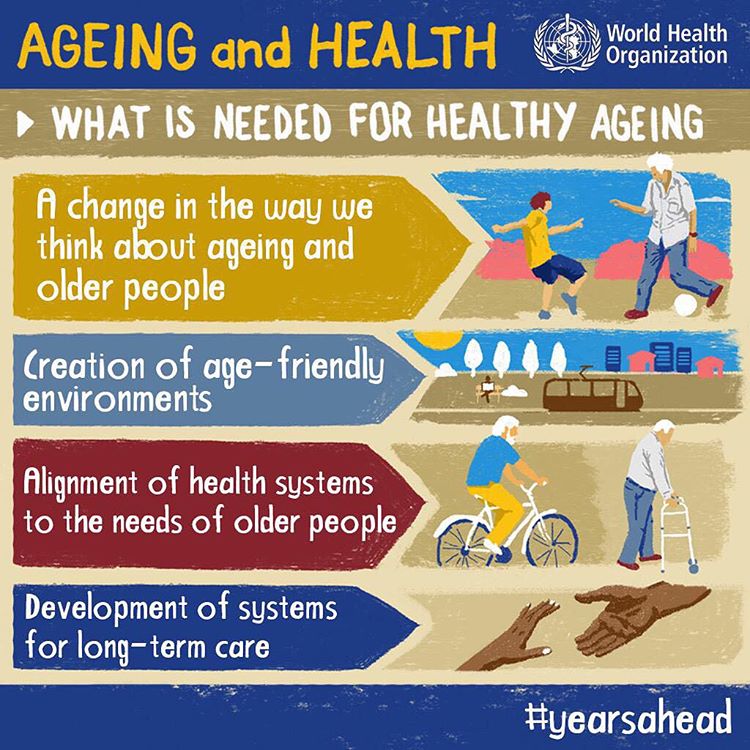 AGEING and HEALTH
World Health
Organization
WHAT IS NEEDED FOR HEALTHY AGEING
A change in the way we
think about ageing and
older people
Creation of age-friendly
environments
Alignment of health systems
to the needs of older people
Development of systems
for long-term care
#yearsahead